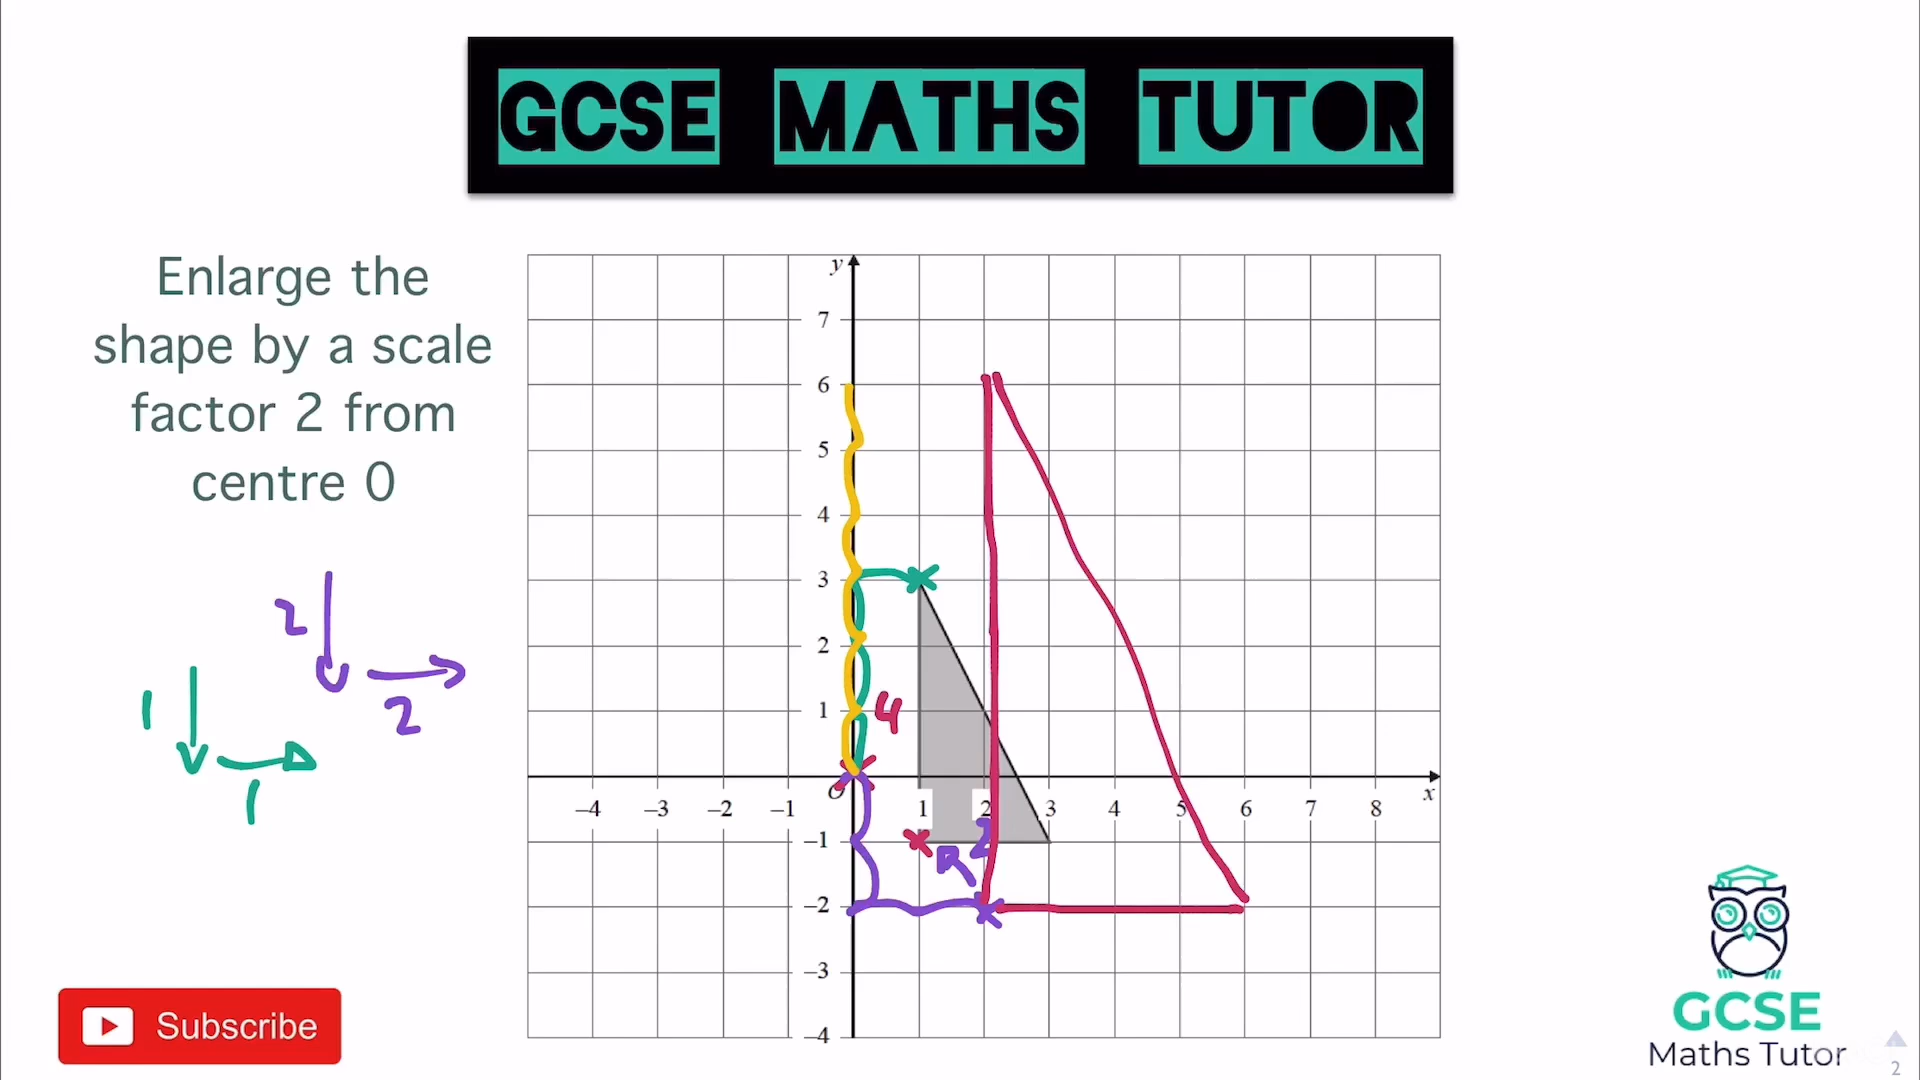 GCSE MATHS TUTOR
Enlarge the
shape by a scale
factor 2 from
centre 0
y
7
6
5
4
3
2
1
4
O
–4 –3 –2 –1 1 2 3 4 5 6 7 8 x
–1
2
–2
–3
–4
2
2
1
1
Subscribe
GCSE
Maths Tutor
2